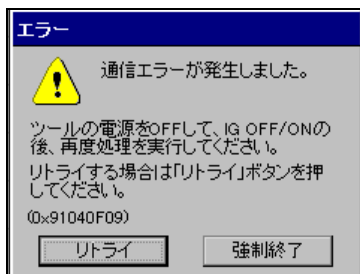 エラー
通信エラーが発生しました。
ツールの電源をOFFして、IG OFF/ONの
後、再度処理を実行してください。
リトライする場合は「リトライ」ボタンを押
してください。
(0x91040F09)
リトライ
強制終了